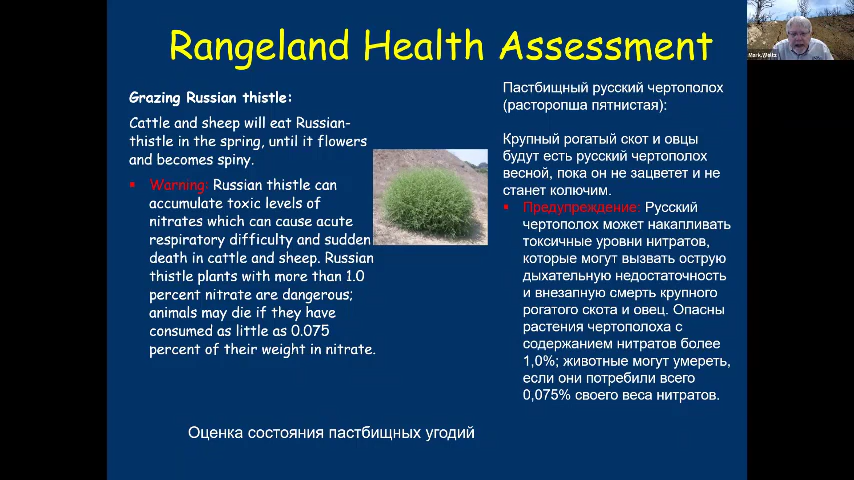 Rangeland Health Assessment
Mark.Weltz
Grazing Russian thistle:
Cattle and sheep will eat Russian-
thistle in the spring, until it flowers
and becomes spiny.
▪ Warning: Russian thistle can
accumulate toxic levels of
nitrates which can cause acute
respiratory difficulty and sudden
death in cattle and sheep. Russian
thistle plants with more than 1.0
percent nitrate are dangerous;
animals may die if they have
consumed as little as 0.075
percent of their weight in nitrate.
Пастбищный русский чертополох
(расторопша пятнистая):
Крупный рогатый скот и овцы
будут есть русский чертополох
весной, пока он не зацветет и не
станет колючим.
▪ Предупреждение: Русский
чертополох может накапливать
токсичные уровни нитратов,
которые могут вызвать острую
дыхательную недостаточность
и внезапную смерть крупного
рогатого скота и овец. Опасны
растения чертополоха с
содержанием нитратов более
1,0%; животные могут умереть,
если они потребили всего
0,075% своего веса нитратов.
Оценка состояния пастбищных угодий